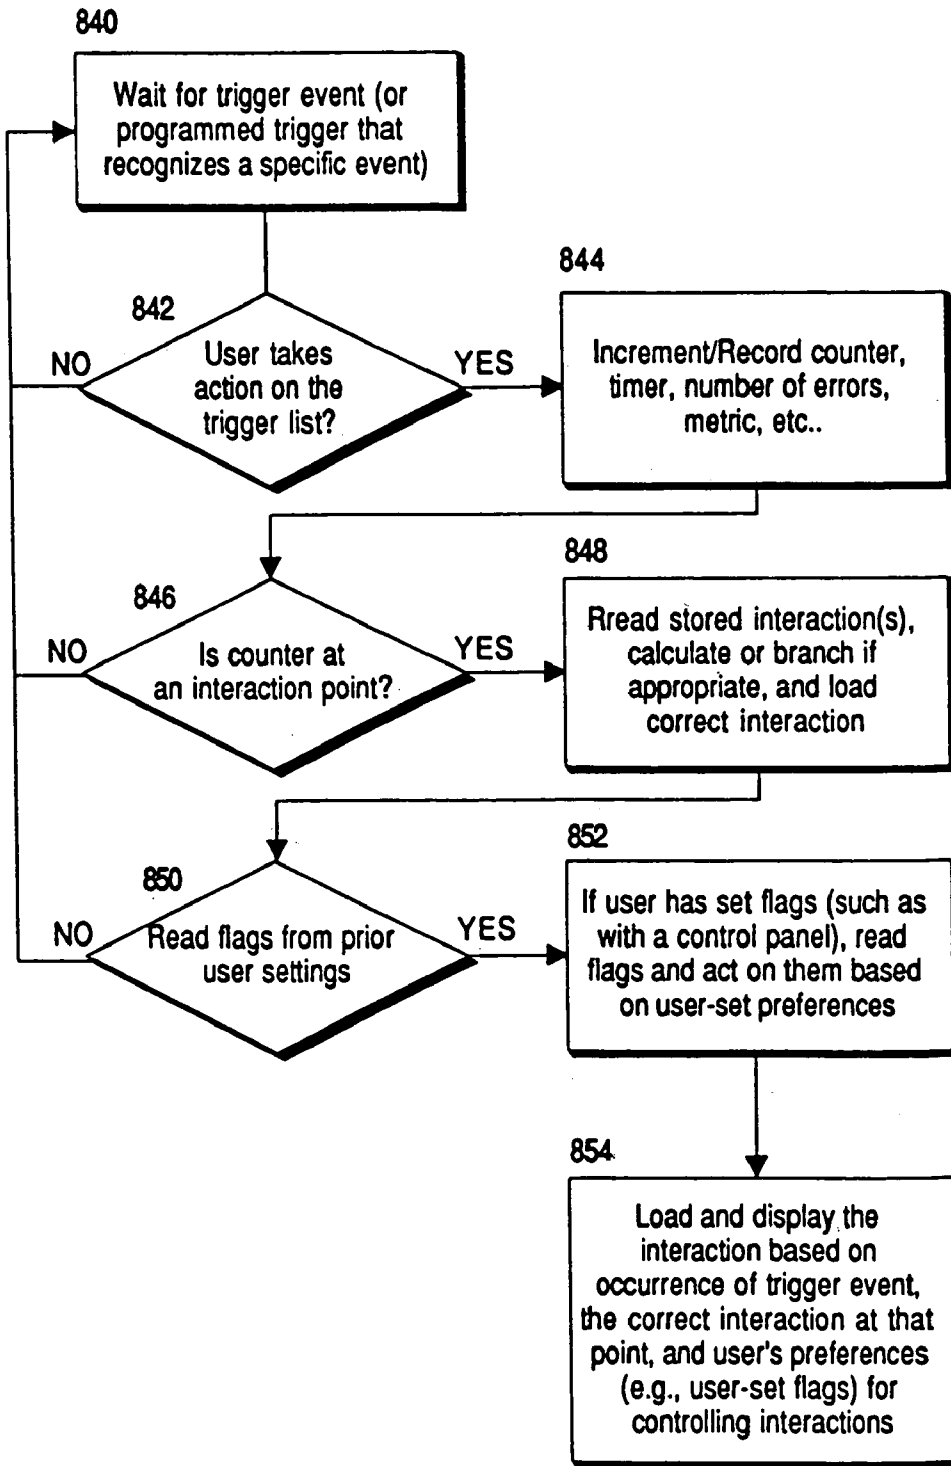 840
Wait for trigger event (or
programmed trigger that
recognizes a specific event)
842
NO
User takes
action on the
trigger list?
YES
844
Increment/Record counter,
timer, number of errors,
metric, etc..
846
NO
Is counter at
an interaction point?
YES
848
Rread stored interaction(s),
calculate or branch if
appropriate, and load
correct interaction
850
NO
Read flags from prior
user settings
YES
852
If user has set flags (such as
with a control panel), read
flags and act on them based
on user-set preferences
854
Load and display the
interaction based on
occurrence of trigger event,
the correct interaction at that
point, and user's preferences
(e.g., user-set flags) for
controlling interactions